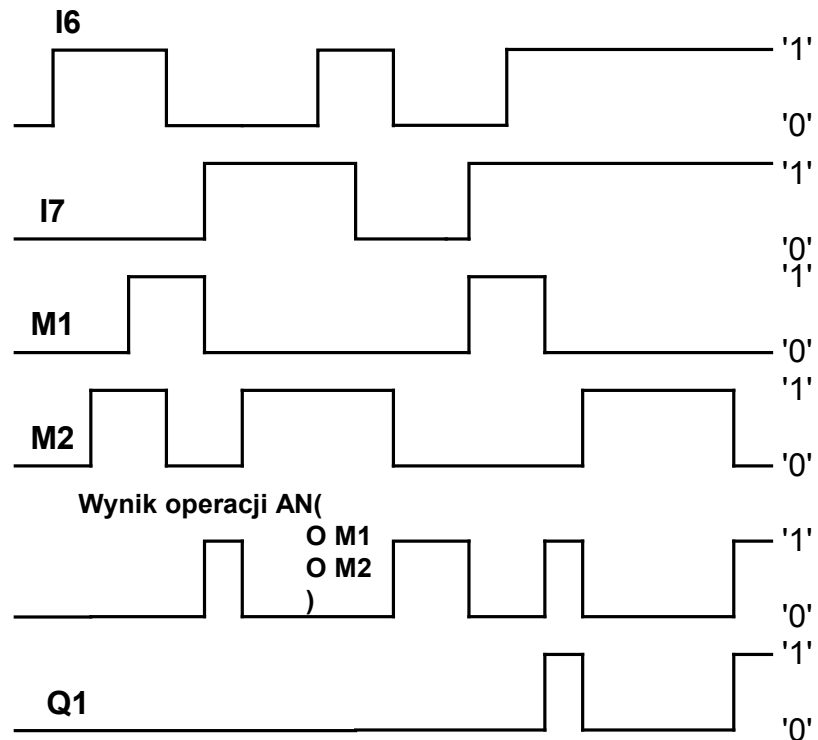 I6
'1'
'0'
'1'
I7
'0'
'1'
M1
'0'
'1'
M2
'0'
Wynik operacji AN(
O M1
'1'
O M2
)
'0'
'1'
Q1
'0'